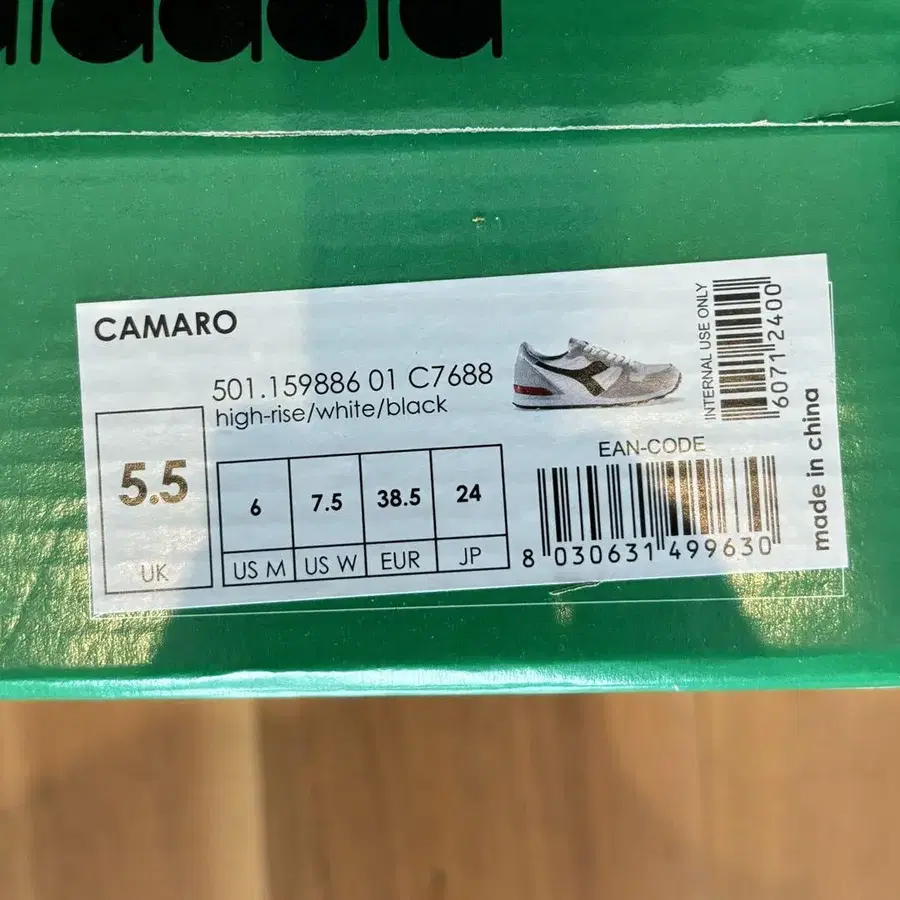 diadora
CAMARO
501.159886 01 C7688
high-rise/white/black
5.5
UK
6 7.5 38.5 24
US M US W EUR JP
INTERNAL USE ONLY
60712400
EAN-CODE
8 030631 499630
made in china